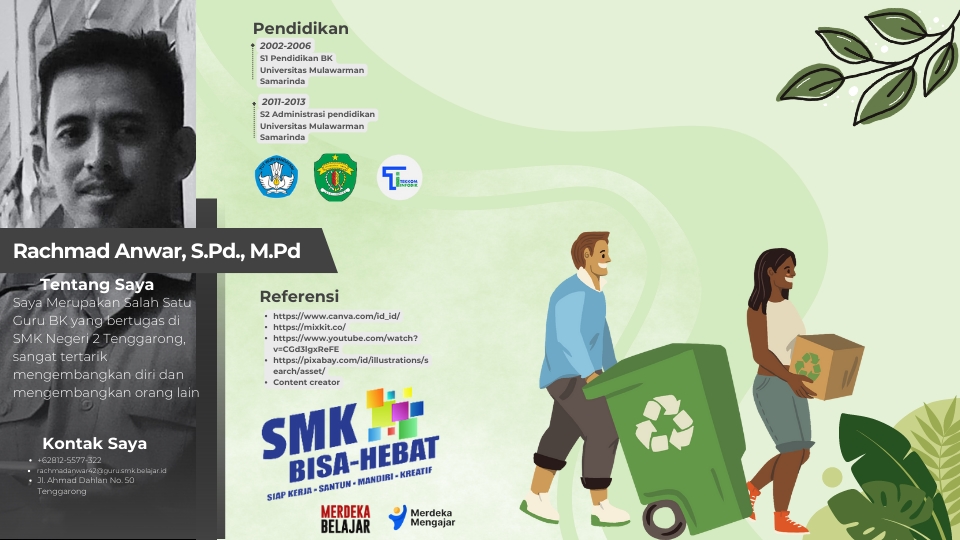 Pendidikan
2002-2006
S1 Pendidikan BK
Universitas Mulawarman
Samarinda
2011-2013
S2 Administrasi pendidikan
Universitas Mulawarman
Samarinda
TEKKOM
INFO
Rachmad Anwar, S.Pd., M.Pd
Tentang Saya
Saya Merupakan Salah Satu
Guru BK yang bertugas di
SMK Negeri 2 Tenggarong,
sangat tertarik
mengembangkan diri dan
mengembangkan orang lain
Kontak Saya
+62812-5577-322
rachmadanwar42@guru.smk.belajar.id
Jl. Ahmad Dahlan No. 50
Tenggarong
Referensi
https://www.canva.com/id_id/
https://mixkit.co/
https://www.youtube.com/watch?
v=CGd3lgxReFE
https://pixabay.com/id/illustrations/s
earch/asset/
Content creator
SMK
BISA-HEBAT
SIAP KERJA • SANTUN • MANDIRI • KREATIF
MERDEKA
BELAJAR
Merdeka
Mengajar